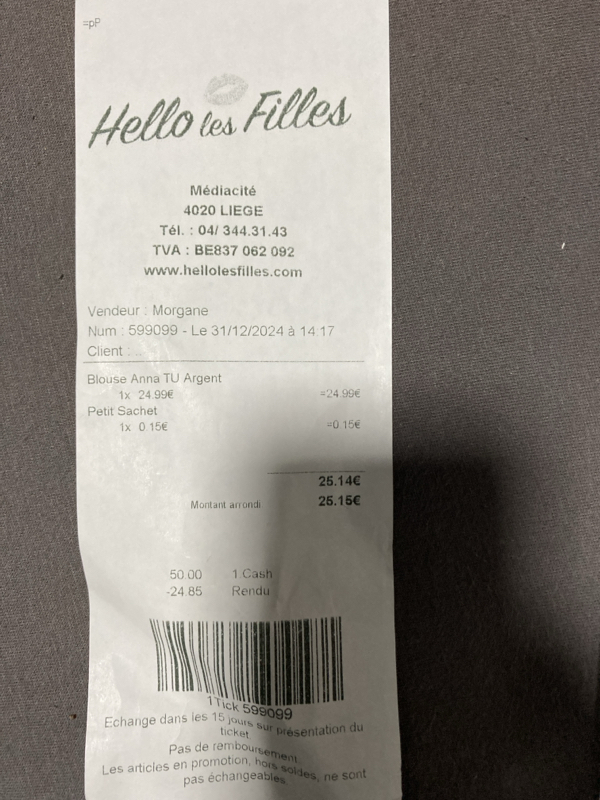 =pP
Hello les Filles
Médiacité
4020 LIEGE
Tél. : 04/ 344.31.43
TVA : BE837 062 092
www.hellolesfilles.com
Vendeur : Morgane
Num : 599099 - Le 31/12/2024 à 14:17
Client : ...
Blouse Anna TU Argent
1x 24.99€ =24.99€
Petit Sachet
1x 0.15€ =0.15€
25.14€
Montant arrondi 25.15€
50.00 1.Cash
-24.85 Rendu
1Tick 599099
Echange dans les 15 jours sur présentation du
ticket
Pas de remboursement.
Les articles en promotion, hors soldes, ne sont
pas échangeables.